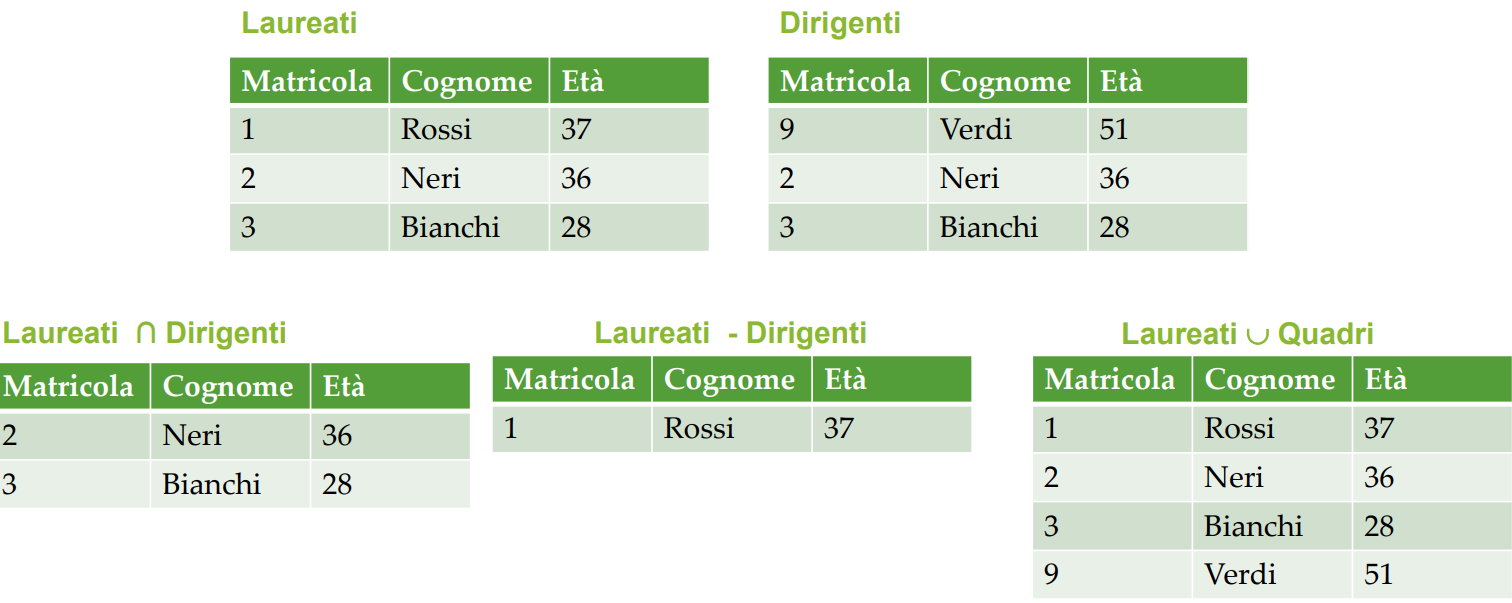 Laureati
Matricola Cognome Età
1 Rossi 37
2 Neri 36
3 Bianchi 28
Dirigenti
Matricola Cognome Età
9 Verdi 51
2 Neri 36
3 Bianchi 28
Laureati ∩ Dirigenti
Matricola Cognome Età
2 Neri 36
3 Bianchi 28
Laureati - Dirigenti
Matricola Cognome Età
1 Rossi 37
Laureati ∪ Quadri
Matricola Cognome Età
1 Rossi 37
2 Neri 36
3 Bianchi 28
9 Verdi 51